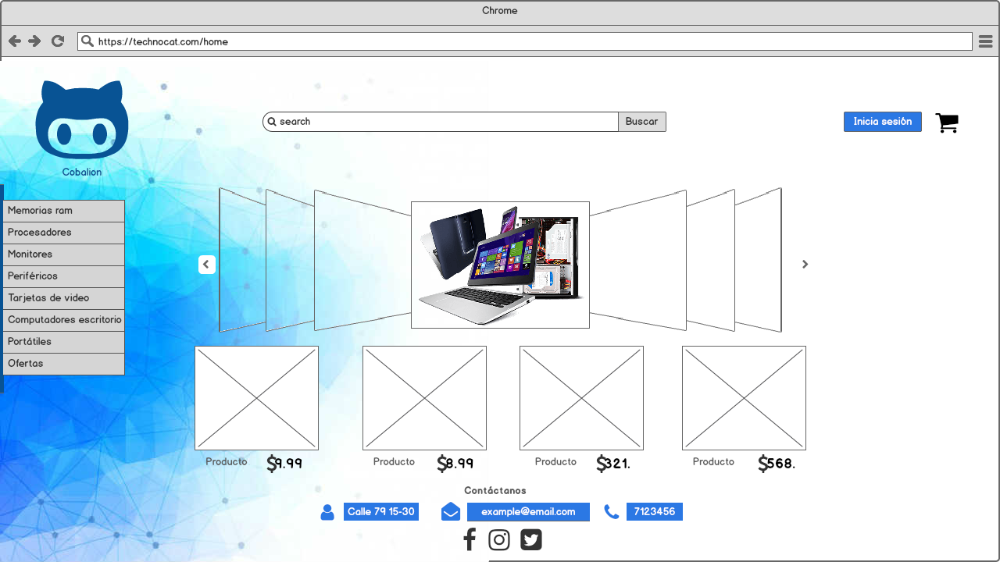 Chrome
https://technocat.com/home
Cobalion
search
Buscar
Inicia sesión
Memorias ram
Procesadores
Monitores
Periféricos
Tarjetas de video
Computadores escritorio
Portátiles
Ofertas
Producto $9.99
Producto $8.99
Producto $321.
Producto $568.
Contáctanos
Calle 79 15-30
example@email.com
7123456